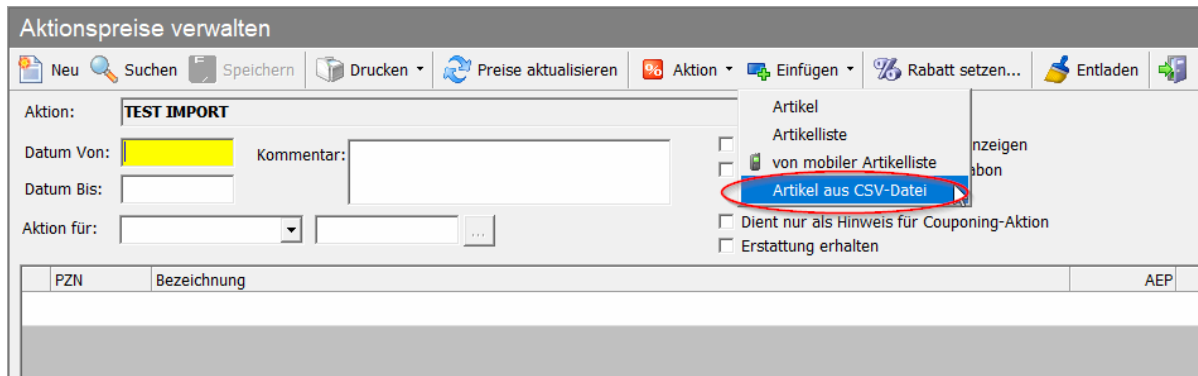 Aktionspreise verwalten
Neu Suchen Speichern Drucken Preise aktualisieren % Aktion Einfügen % Rabatt setzen... Entladen
Aktion: TEST IMPORT
Artikel
Artikelliste
Datum Von: Kommentar: nzeigen
von mobiler Artikelliste abon
Datum Bis: Artikel aus CSV-Datei
Aktion für: ... Dient nur als Hinweis für Couponing-Aktion
Erstattung erhalten
PZN Bezeichnung AEP